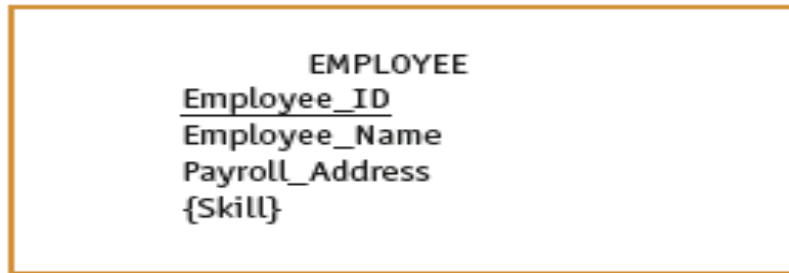 EMPLOYEE
Employee_ID
Employee_Name
Payroll_Address
{Skill}